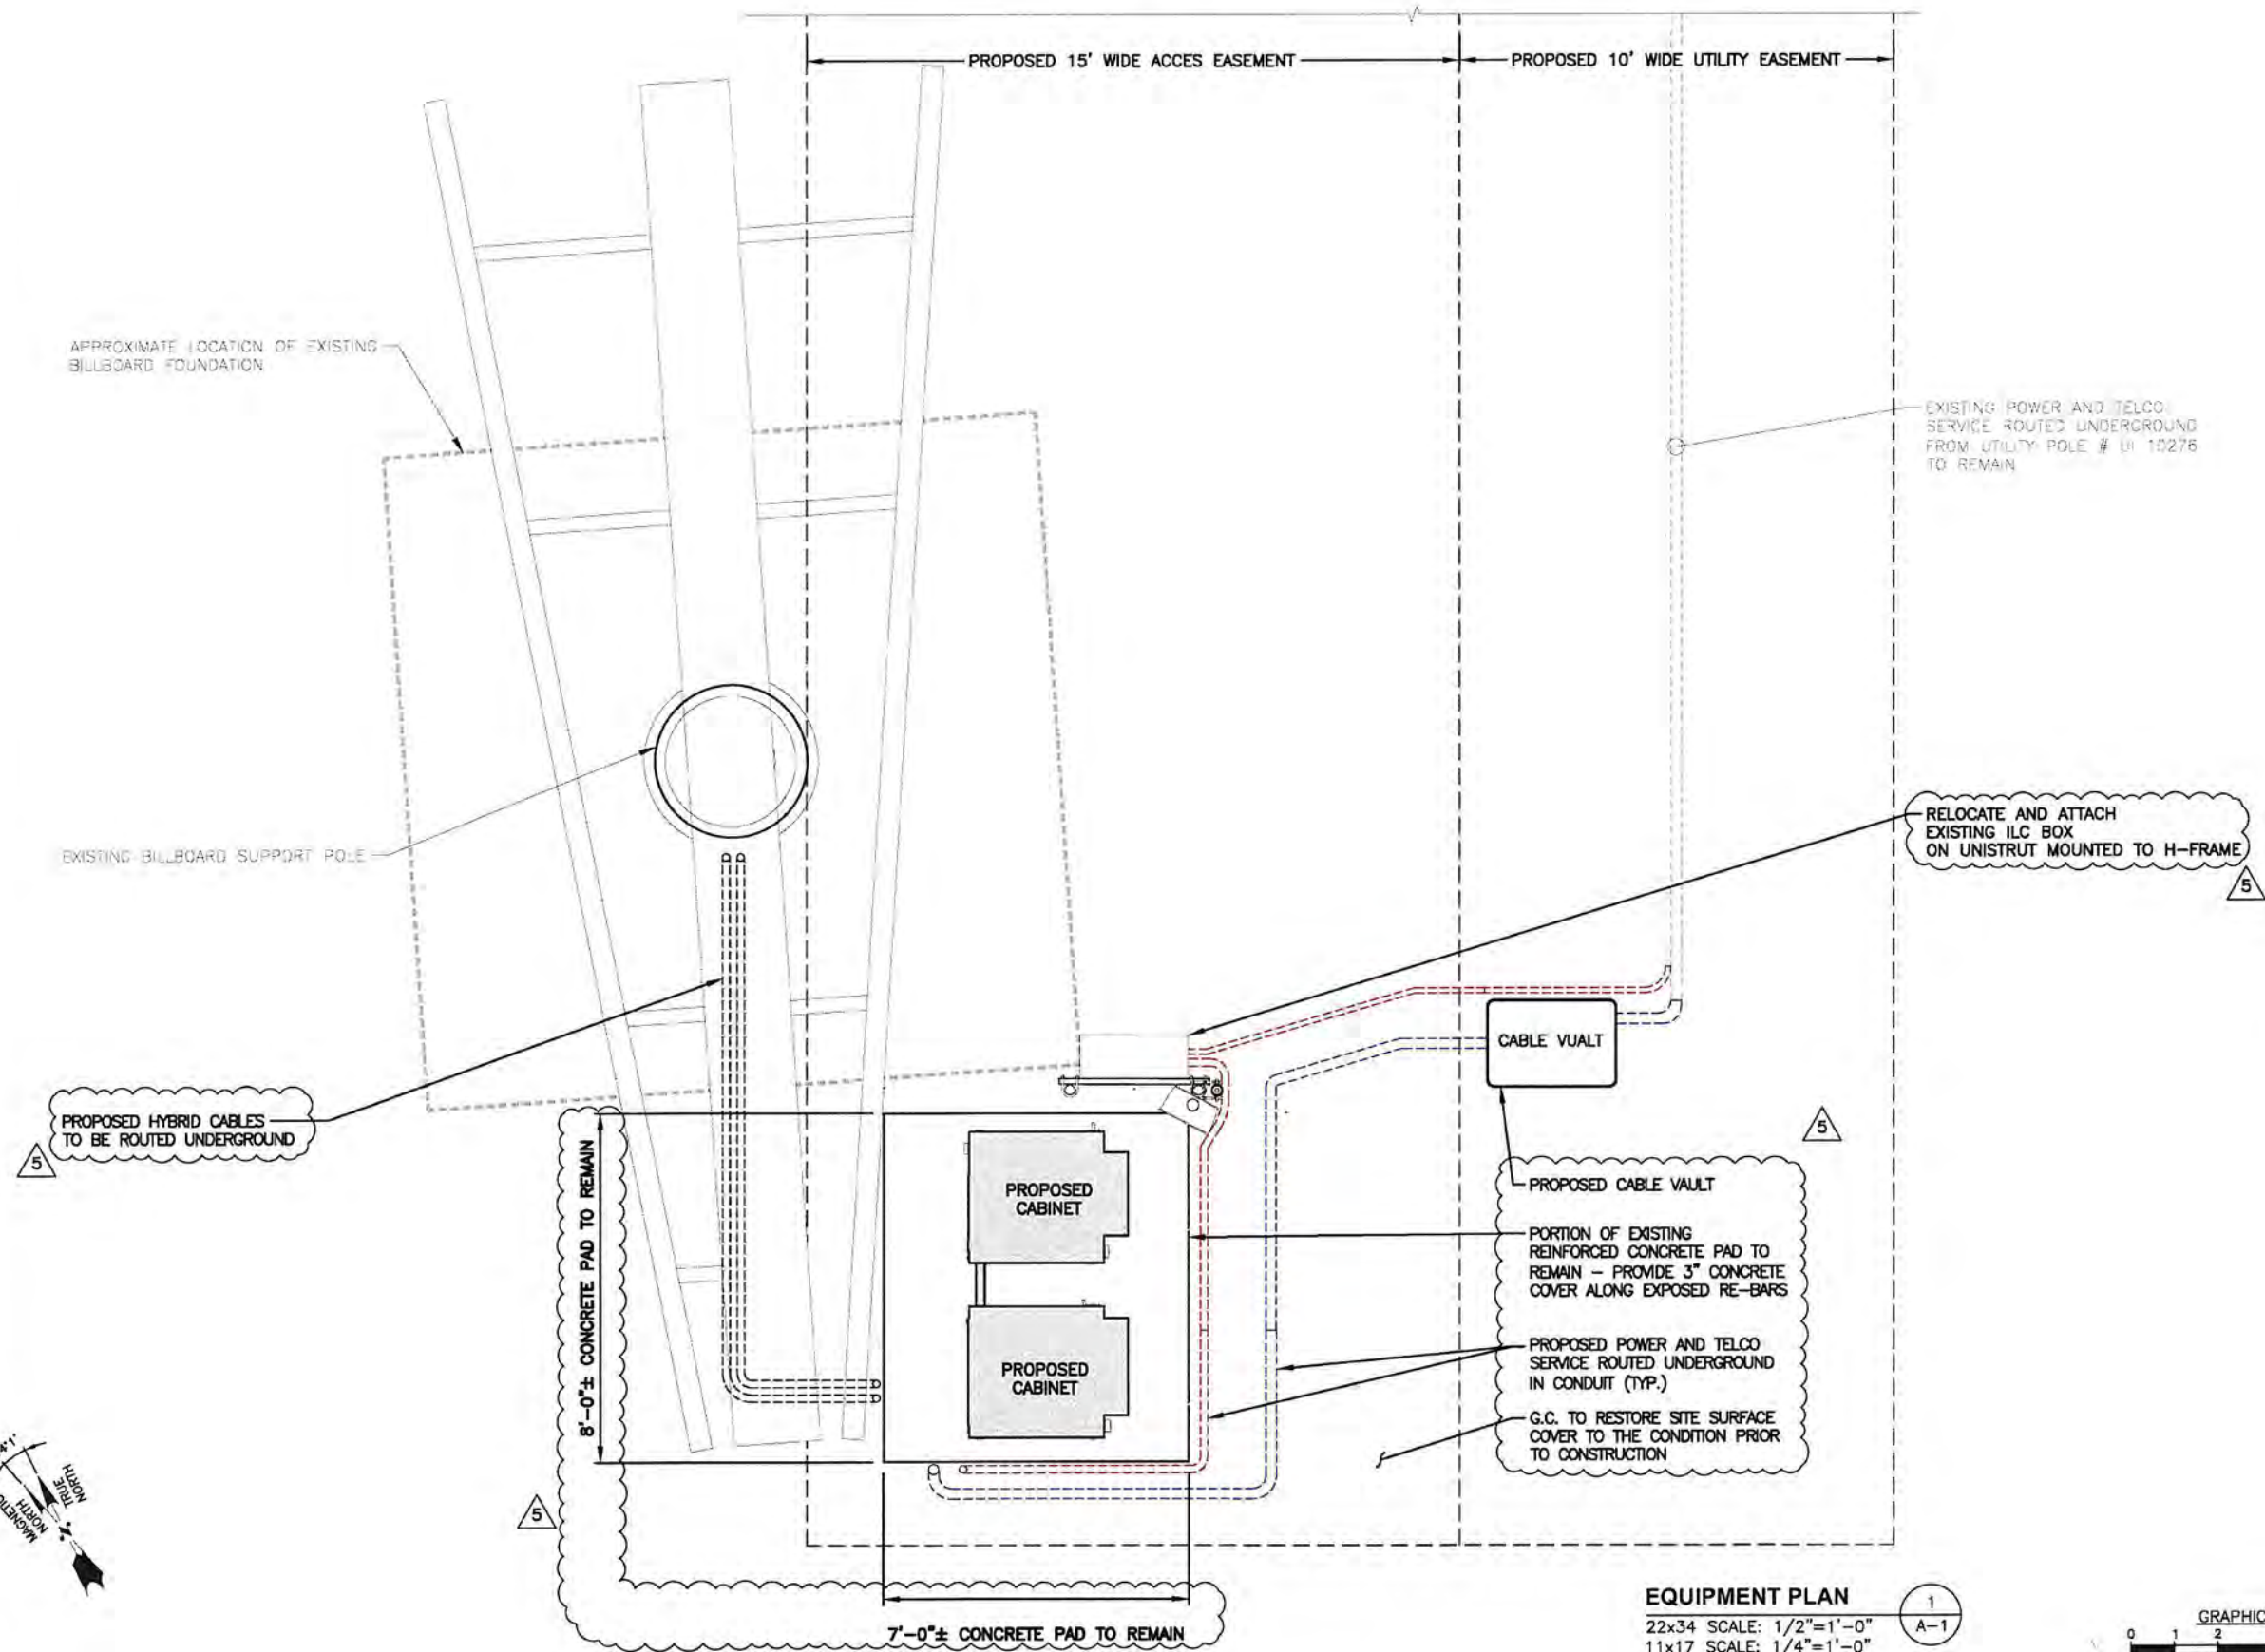 PROPOSED 15' WIDE ACCES EASEMENT
PROPOSED 10' WIDE UTILITY EASEMENT
APPROXIMATE LOCATION OF EXISTING
BILLBOARD FOUNDATION
EXISTING POWER AND TELCO
SERVICE ROUTED UNDERGROUND
FROM UTILITY POLE # UI 10276
TO REMAIN
EXISTING BILLBOARD SUPPORT POLE
RELOCATE AND ATTACH
EXISTING ILC BOX
ON UNISTRUT MOUNTED TO H-FRAME
5
CABLE VUALT
PROPOSED HYBRID CABLES
TO BE ROUTED UNDERGROUND
5
8'-0"± CONCRETE PAD TO REMAIN
PROPOSED
CABINET
PROPOSED
CABINET
5
PROPOSED CABLE VAULT
PORTION OF EXISTING
REINFORCED CONCRETE PAD TO
REMAIN - PROVIDE 3" CONCRETE
COVER ALONG EXPOSED RE-BARS
PROPOSED POWER AND TELCO
SERVICE ROUTED UNDERGROUND
IN CONDUIT (TYP.)
G.C. TO RESTORE SITE SURFACE
COVER TO THE CONDITION PRIOR
TO CONSTRUCTION
TRUE
NORTH
MAGNETIC
NORTH
5
7'-0"± CONCRETE PAD TO REMAIN
EQUIPMENT PLAN
22x34 SCALE: 1/2"=1'-0"
11x17 SCALE: 1/4"=1'-0"
1
A-1
GRAPHIC
0 1 2